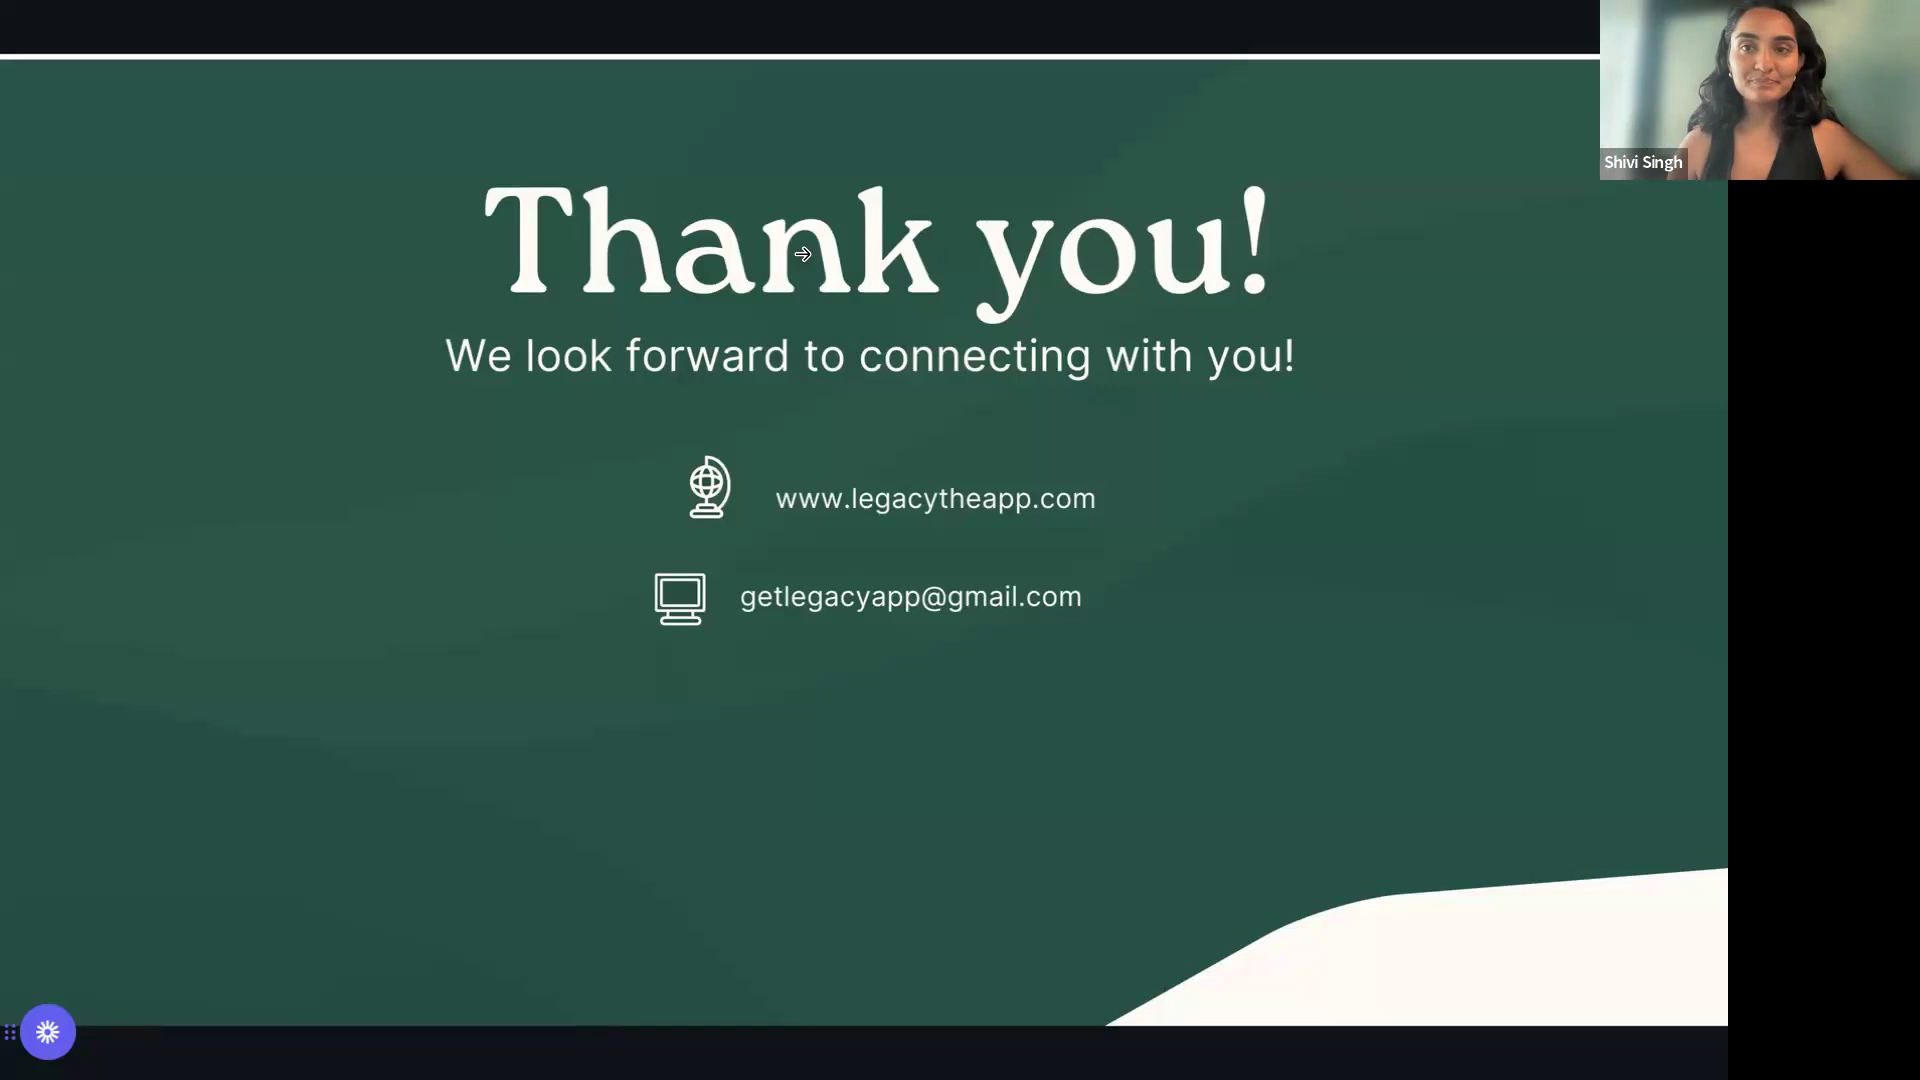 Thank you!
We look forward to connecting with you!
www.legacytheapp.com
getlegacyapp@gmail.com
Shivi Singh